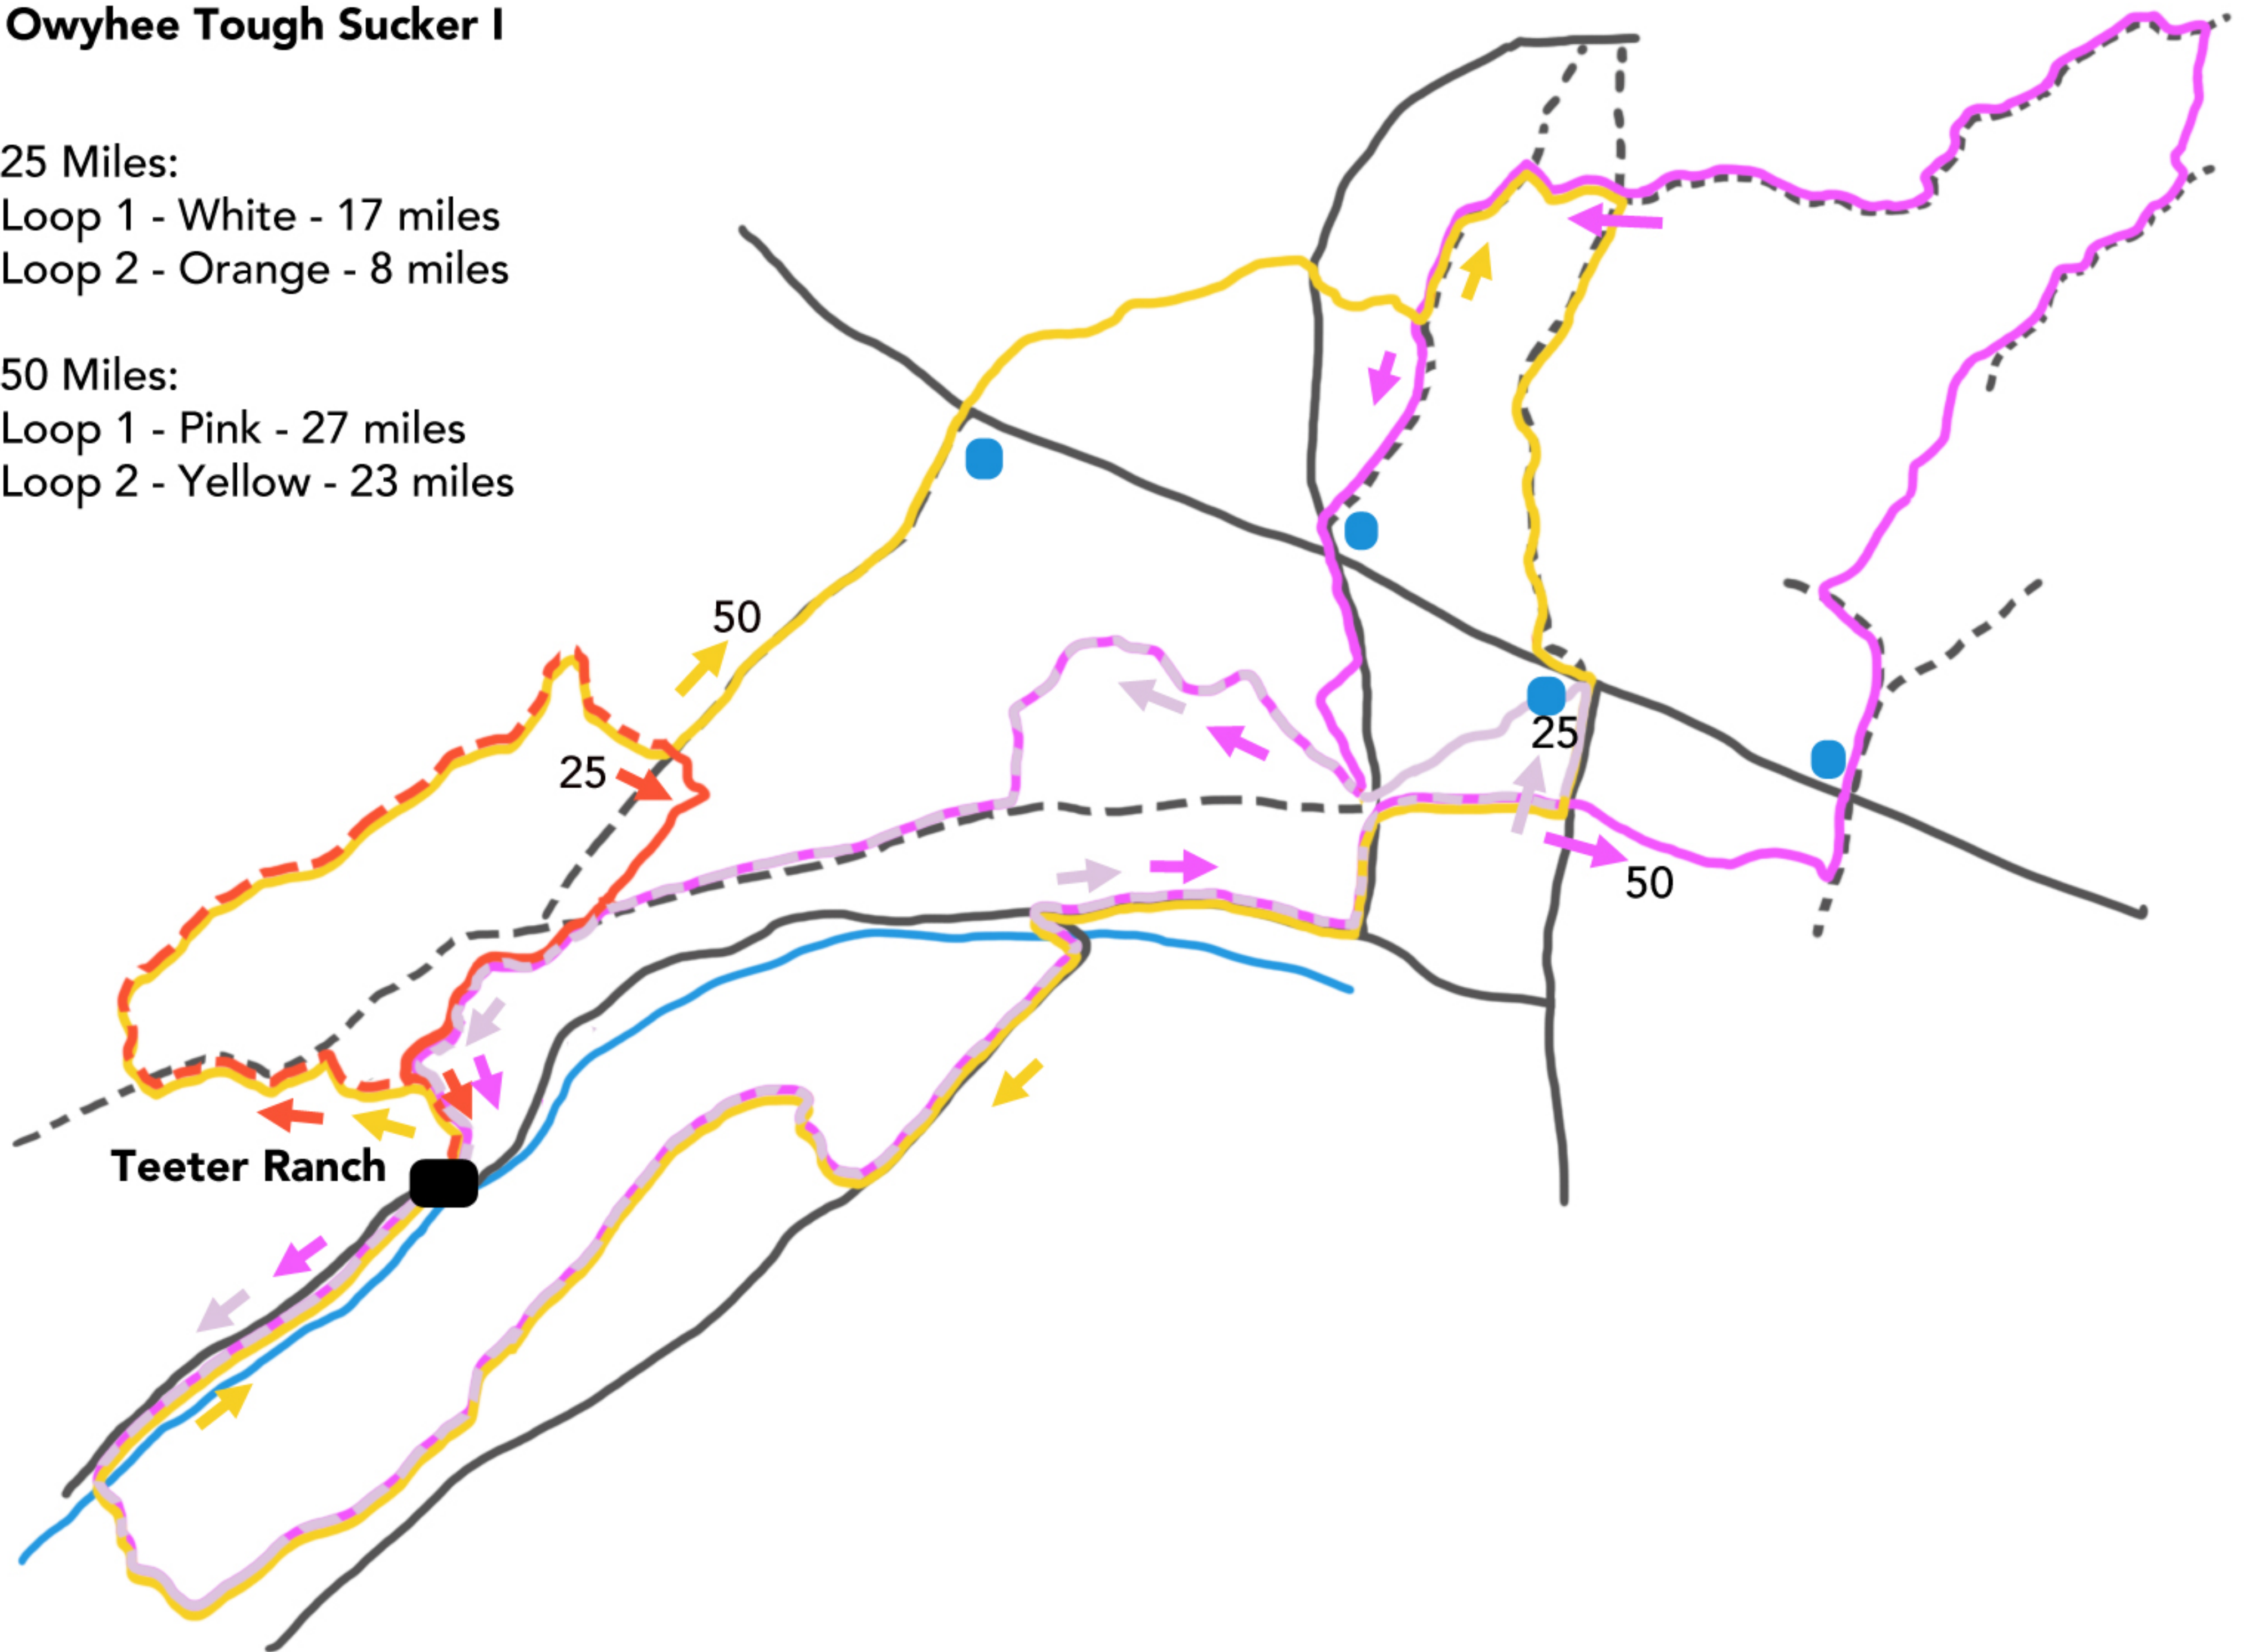 Owyhee Tough Sucker I
25 Miles:
Loop 1 - White - 17 miles
Loop 2 - Orange - 8 miles
50 Miles:
Loop 1 - Pink - 27 miles
Loop 2 - Yellow - 23 miles
50
25
25
50
Teeter Ranch